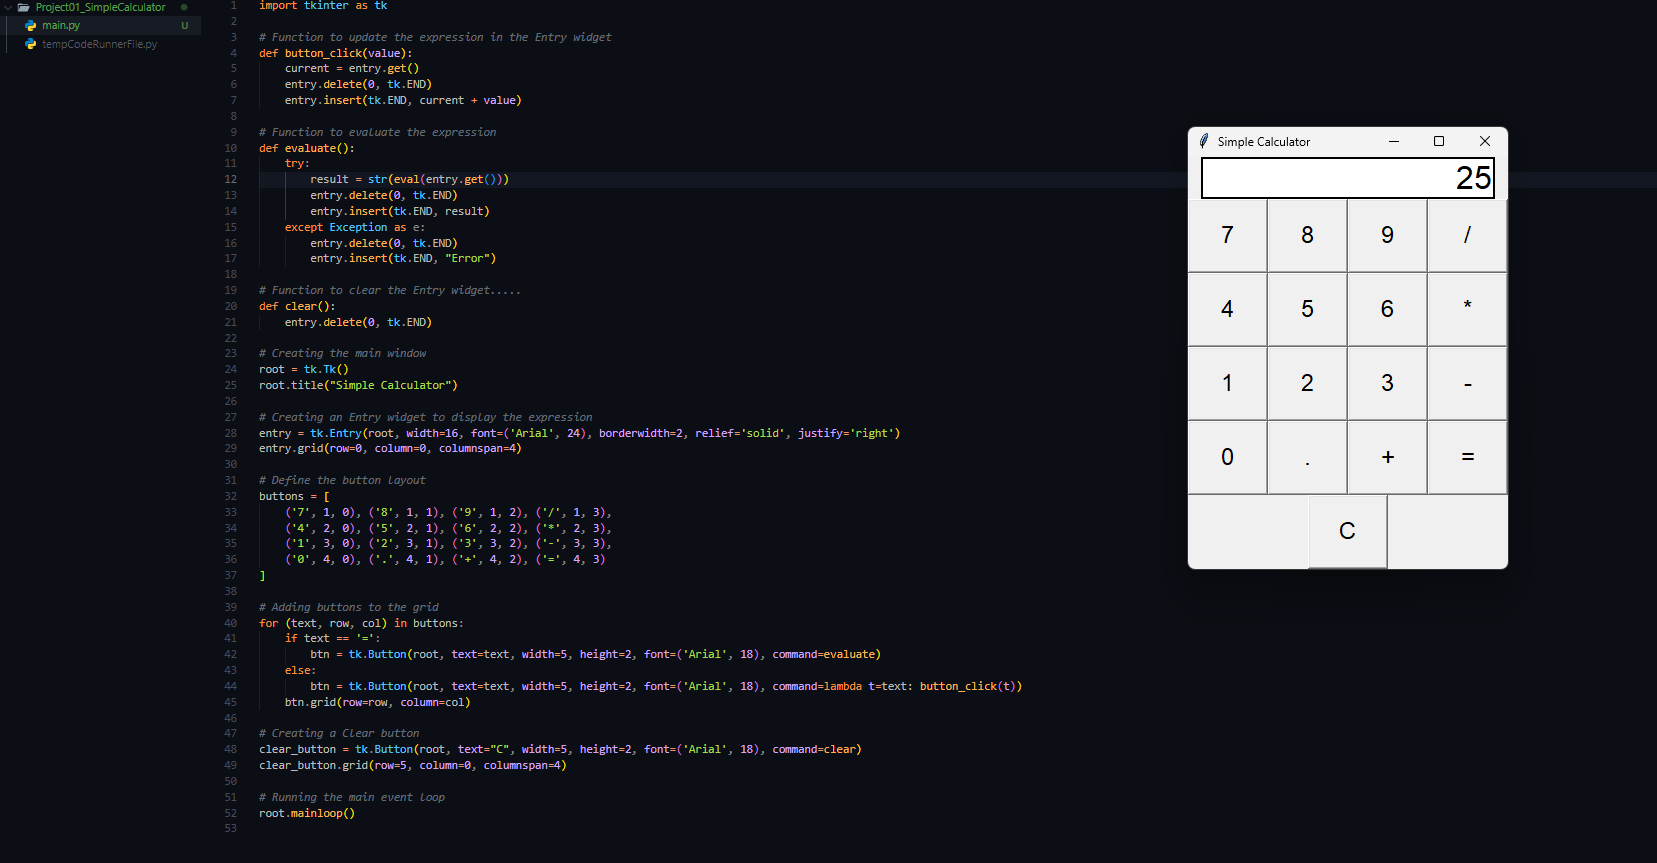 Project01_SimpleCalculator
main.py U
tempCodeRunnerFile.py
1 import tkinter as tk
2
3 # Function to update the expression in the Entry widget
4 def button_click(value):
5 current = entry.get()
6 entry.delete(0, tk.END)
7 entry.insert(tk.END, current + value)
8
9 # Function to evaluate the expression
10 def evaluate():
11 try:
12 result = str(eval(entry.get()))
13 entry.delete(0, tk.END)
14 entry.insert(tk.END, result)
15 except Exception as e:
16 entry.delete(0, tk.END)
17 entry.insert(tk.END, "Error")
18
19 # Function to clear the Entry widget.....
20 def clear():
21 entry.delete(0, tk.END)
22
23 # Creating the main window
24 root = tk.Tk()
25 root.title("Simple Calculator")
26
27 # Creating an Entry widget to display the expression
28 entry = tk.Entry(root, width=16, font=('Arial', 24), borderwidth=2, relief='solid', justify='right')
29 entry.grid(row=0, column=0, columnspan=4)
30
31 # Define the button layout
32 buttons = [
33 ('7', 1, 0), ('8', 1, 1), ('9', 1, 2), ('/', 1, 3),
34 ('4', 2, 0), ('5', 2, 1), ('6', 2, 2), ('*', 2, 3),
35 ('1', 3, 0), ('2', 3, 1), ('3', 3, 2), ('-', 3, 3),
36 ('0', 4, 0), ('.', 4, 1), ('+', 4, 2), ('=', 4, 3)
37 ]
38
39 # Adding buttons to the grid
40 for (text, row, col) in buttons:
41 if text == '=':
42 btn = tk.Button(root, text=text, width=5, height=2, font=('Arial', 18), command=evaluate)
43 else:
44 btn = tk.Button(root, text=text, width=5, height=2, font=('Arial', 18), command=lambda t=text: button_click(t))
45 btn.grid(row=row, column=col)
46
47 # Creating a Clear button
48 clear_button = tk.Button(root, text="C", width=5, height=2, font=('Arial', 18), command=clear)
49 clear_button.grid(row=5, column=0, columnspan=4)
50
51 # Running the main event loop
52 root.mainloop()
53
Simple Calculator
25
7 8 9 /
4 5 6 *
1 2 3 -
0 . + =
C